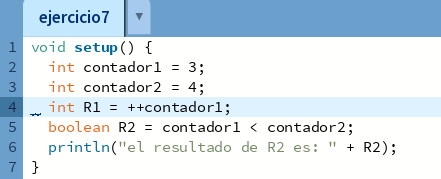 ejercicio7 ▼
1 void setup() {
2 int contador1 = 3;
3 int contador2 = 4;
4 int R1 = ++contador1;
5 boolean R2 = contador1 < contador2;
6 println("el resultado de R2 es: " + R2);
7 }